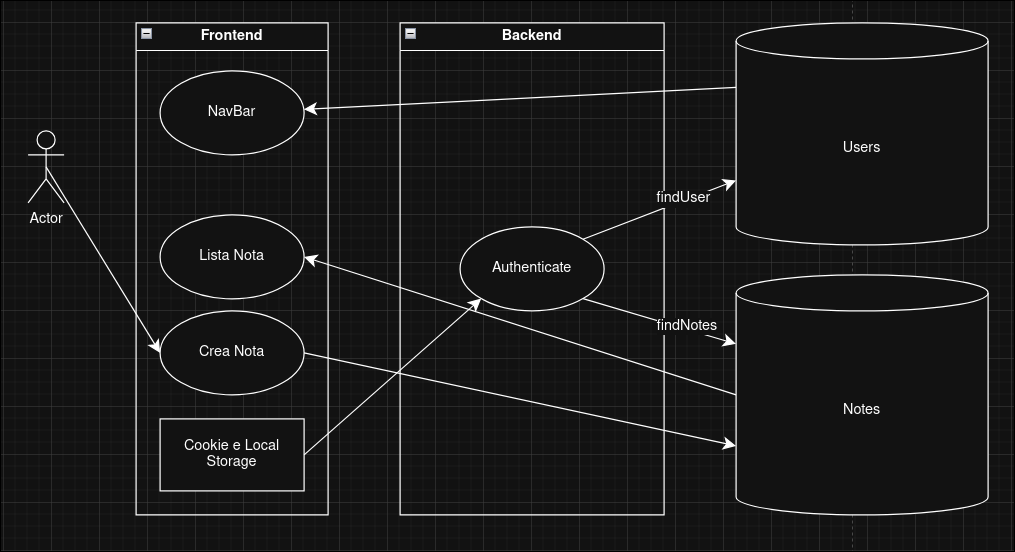 Frontend
Backend
NavBar
Users
findUser
Actor
Lista Nota
Authenticate
findNotes
Crea Nota
Notes
Cookie e Local
Storage